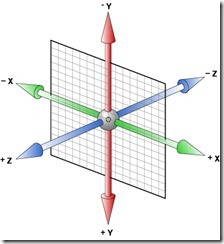 - Y
- X
- Z
+ Z
+ X
+ Y